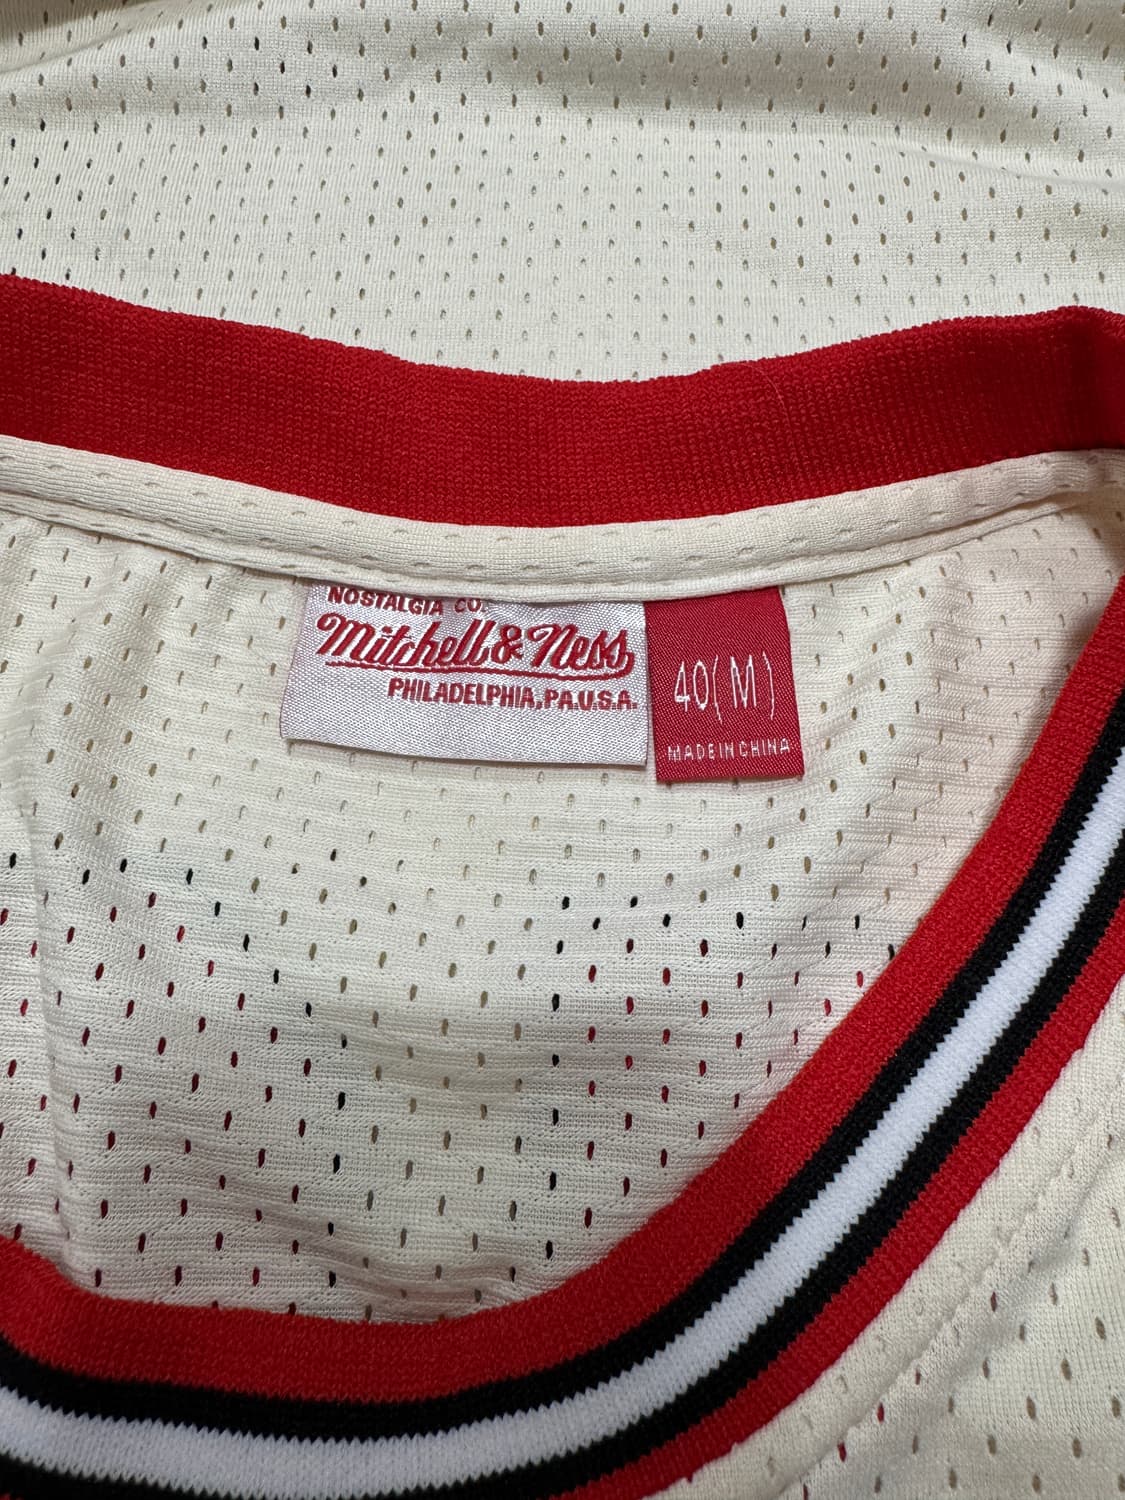 NOSTALGIA CO.
Mitchell & Ness
PHILADELPHIA, PA.U.S.A.
40(M)
MADE IN CHINA